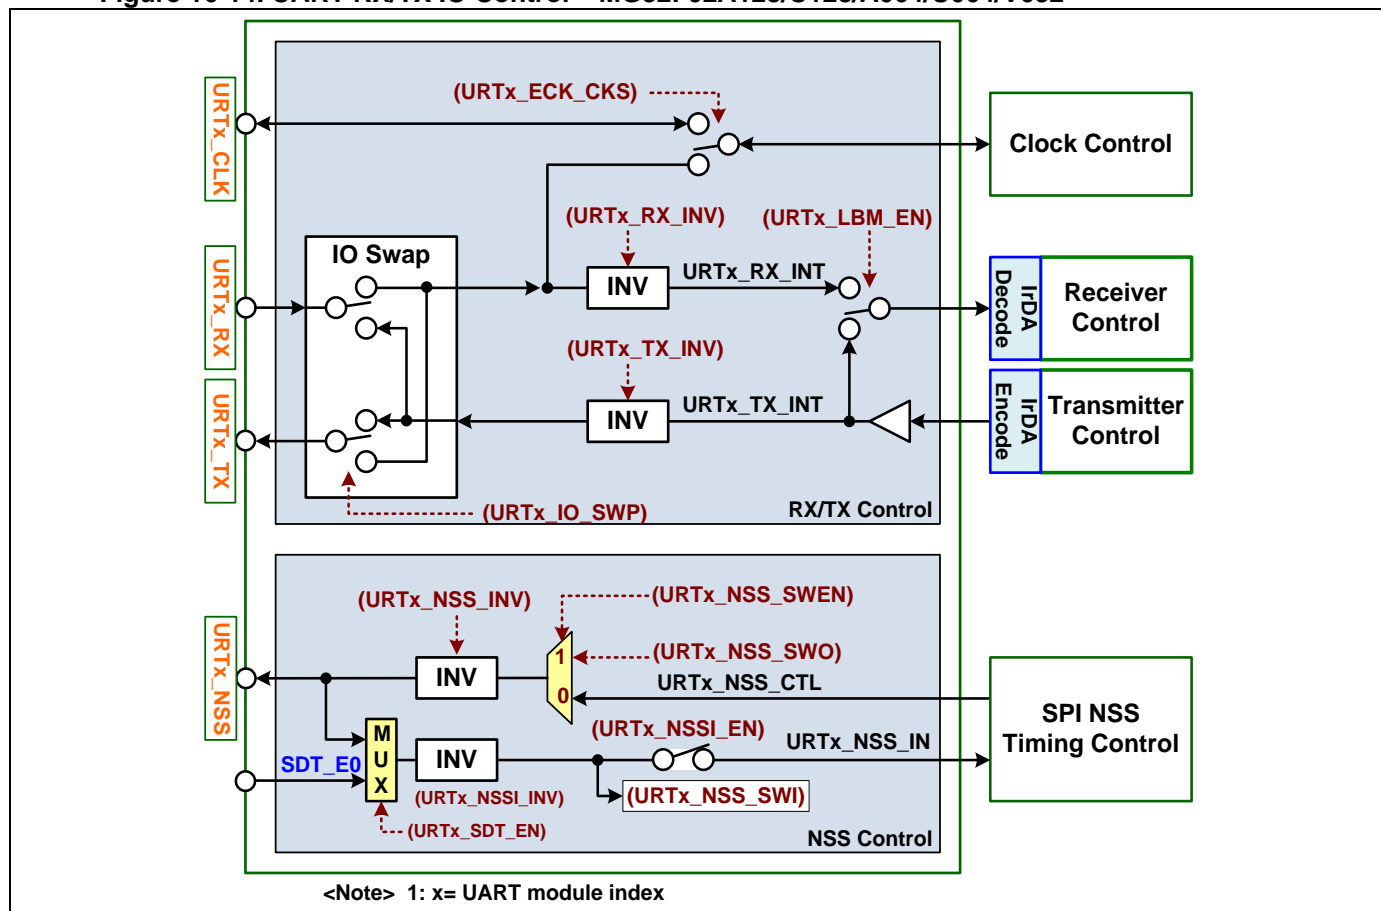 URTx_CLK
(URTx_ECK_CKS)
Clock Control
(URTx_RX_INV)
(URTx_LBM_EN)
IO Swap
URTx_RX
INV
URTx_RX_INT
IrDA
Decode
Receiver
Control
(URTx_TX_INV)
URTx_TX
INV
URTx_TX_INT
IrDA
Encode
Transmitter
Control
(URTx_IO_SWP)
RX/TX Control
(URTx_NSS_INV)
(URTx_NSS_SWEN)
(URTx_NSS_SWO)
URTx_NSS
INV
1
0
URTx_NSS_CTL
SPI NSS
Timing Control
(URTx_NSSI_EN)
URTx_NSS_IN
SDT_E0
MUX
INV
(URTx_NSSI_INV)
(URTx_NSS_SWI)
(URTx_SDT_EN)
NSS Control
<Note> 1: x= UART module index